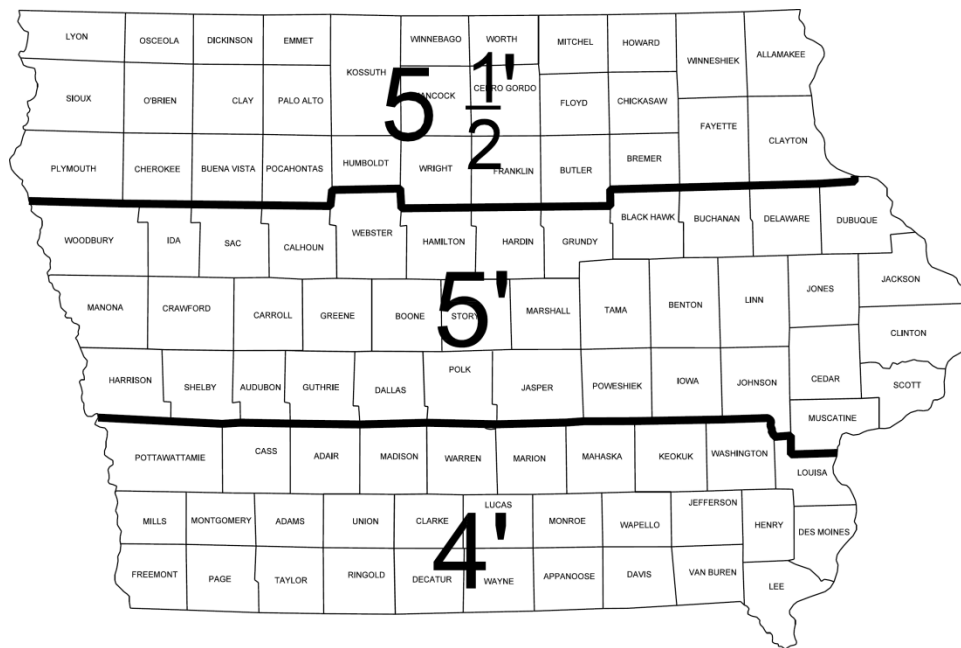 LYON OSCEOLA DICKINSON EMMET WINNEBAGO WORTH MITCHEL HOWARD
WINNESHIEK ALLAMAKEE
KOSSUTH
SIOUX O'BRIEN CLAY PALO ALTO HANCOCK CERRO GORDO FLOYD CHICKASAW
5 1/2'
FAYETTE CLAYTON
PLYMOUTH CHEROKEE BUENA VISTA POCAHONTAS HUMBOLDT WRIGHT FRANKLIN BUTLER BREMER
WOODBURY IDA SAC CALHOUN WEBSTER HAMILTON HARDIN GRUNDY BLACK HAWK BUCHANAN DELAWARE DUBUQUE
5'
MANONA CRAWFORD CARROLL GREENE BOONE STORY MARSHALL TAMA BENTON LINN JONES JACKSON
CLINTON
HARRISON SHELBY AUDUBON GUTHRIE DALLAS POLK JASPER POWESHIEK IOWA JOHNSON CEDAR SCOTT
MUSCATINE
POTTAWATTAMIE CASS ADAIR MADISON WARREN MARION MAHASKA KEOKUK WASHINGTON LOUISA
MILLS MONTGOMERY ADAMS UNION CLARKE LUCAS MONROE WAPELLO JEFFERSON HENRY DES MOINES
4'
FREEMONT PAGE TAYLOR RINGOLD DECATUR WAYNE APPANOOSE DAVIS VAN BUREN LEE